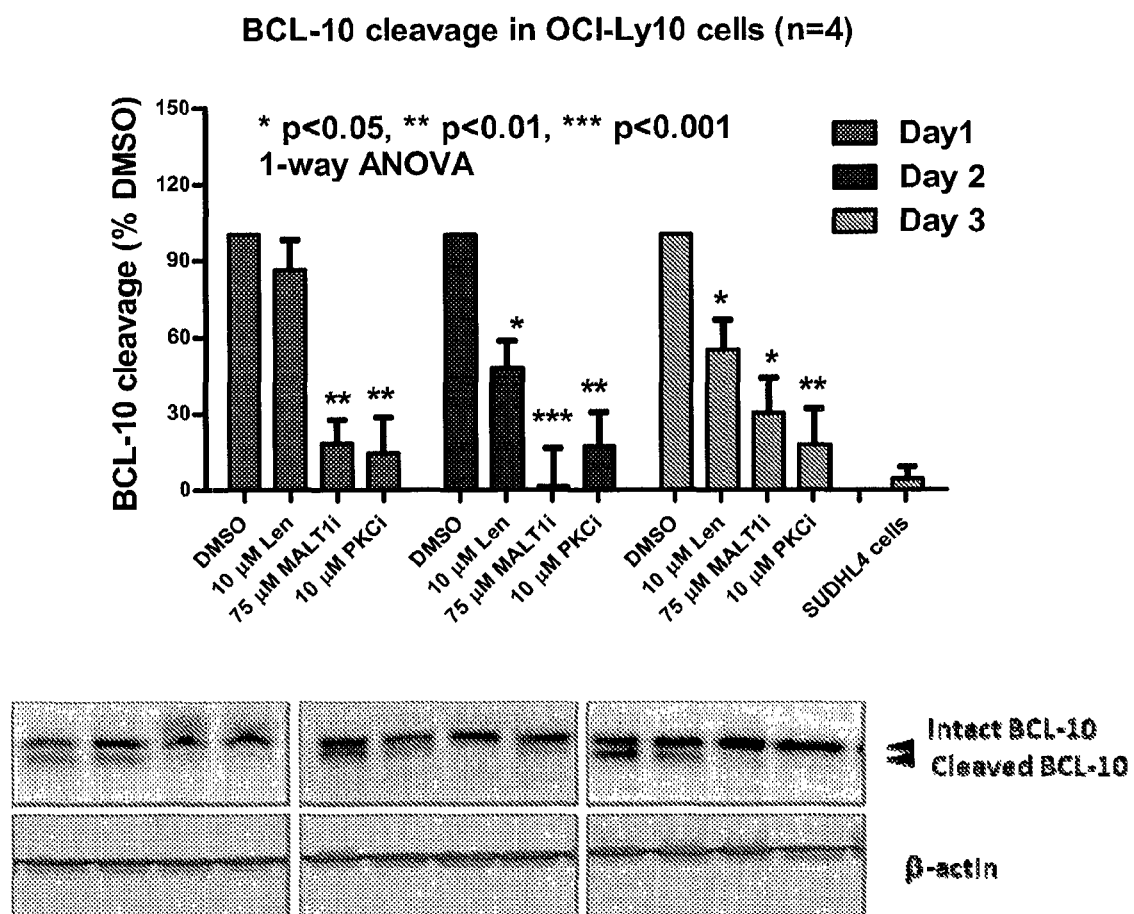 BCL-10 cleavage in OCI-Ly10 cells (n=4)
BCL-10 cleavage (% DMSO)
150
120
90
60
30
0
* p<0.05, ** p<0.01, *** p<0.001
1-way ANOVA
Day1
Day 2
Day 3
** ** * *** ** * * **
DMSO
10 µM Len
75 µM MALT1i
10 µM PKCi
DMSO
10 µM Len
75 µM MALT1i
10 µM PKCi
DMSO
10 µM Len
75 µM MALT1i
10 µM PKCi
SUDHL4 cells
Intact BCL-10
Cleaved BCL-10
β-actin